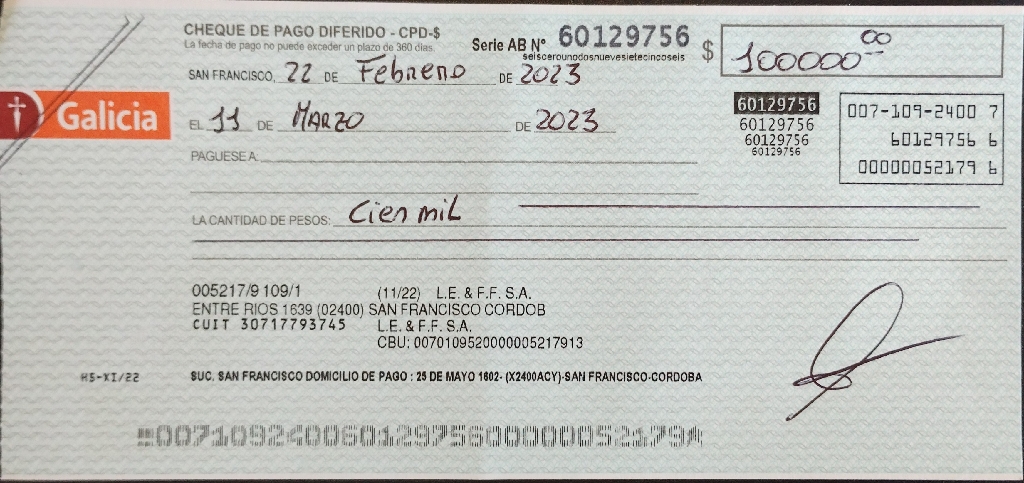 CHEQUE DE PAGO DIFERIDO - CPD-$
La fecha de pago no puede exceder un plazo de 360 días.
Serie AB Nº 60129756
seiscerounodosnuevesietecincoseis
$ 100000.00
SAN FRANCISCO, 22 DE Febrero DE 2023
Galicia
EL 11 DE MARZO DE 2023
60129756
60129756
60129756
60129756
007-109-2400 7
60129756 6
00000052179 6
PAGUESE A
LA CANTIDAD DE PESOS: Cien mil
005217/9 109/1 (11/22) L.E. & F.F. S.A.
ENTRE RIOS 1639 (02400) SAN FRANCISCO CORDOB
CUIT 30717793745 L.E. & F.F. S.A.
CBU: 0070109520000005217913
HS-XI/22
SUC. SAN FRANCISCO DOMICILIO DE PAGO : 25 DE MAYO 1602- (X2400ACY)-SAN FRANCISCO-CORDOBA
00710924006012975600000052179